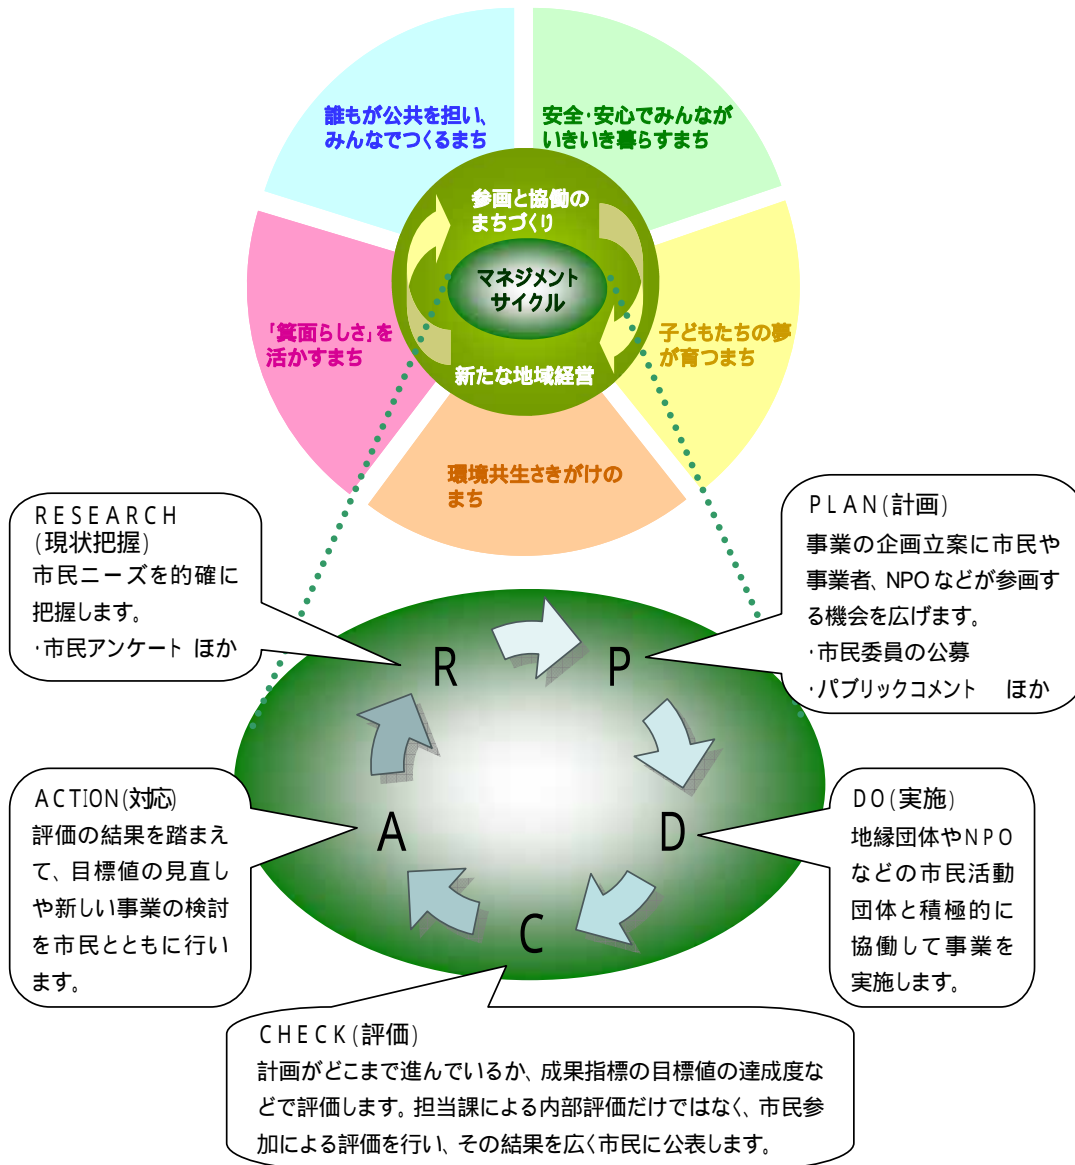 誰もが公共を担い、
みんなでつくるまち
安全・安心でみんなが
いきいき暮らすまち
参画と協働の
まちづくり
マネジメント
サイクル
「箕面らしさ」を
活かすまち
子どもたちの夢
が育つまち
新たな地域経営
環境共生さきがけの
まち
RESEARCH
(現状把握)
市民ニーズを的確に
把握します。
・市民アンケート ほか
PLAN(計画)
事業の企画立案に市民や
事業者、NPOなどが参画す
る機会を広げます。
・市民委員の公募
・パブリックコメント ほか
R
P
ACTION(対応)
評価の結果を踏まえ
て、目標値の見直し
や新しい事業の検討
を市民とともに行い
ます。
A
D
C
DO(実施)
地縁団体やNPO
などの市民活動
団体と積極的に
協働して事業を
実施します。
CHECK(評価)
計画がどこまで進んでいるか、成果指標の目標値の達成度な
どで評価します。担当課による内部評価だけではなく、市民参
加による評価を行い、その結果を広く市民に公表します。